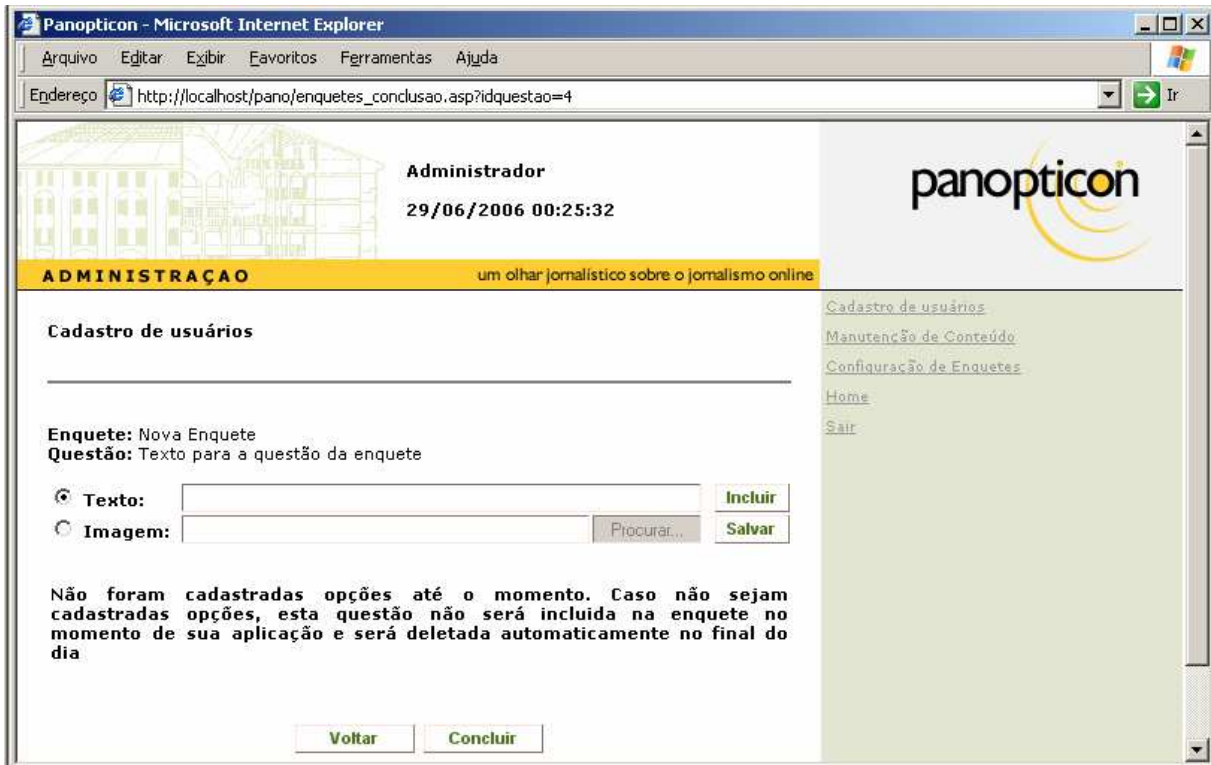 Panopticon - Microsoft Internet Explorer
Arquivo Editar Exibir Favoritos Ferramentas Ajuda
Endereço http://localhost/pano/enquetes_conclusao.asp?idquestao=4 Ir
Administrador
29/06/2006 00:25:32
panopticon
ADMINISTRAÇAO
um olhar jornalístico sobre o jornalismo online
Cadastro de usuários
Cadastro de usuários
Manutenção de Conteúdo
Configuração de Enquetes
Home
Sair
Enquete: Nova Enquete
Questão: Texto para a questão da enquete
Texto: Incluir
Imagem: Procurar... Salvar
Não foram cadastradas opções até o momento. Caso não sejam
cadastradas opções, esta questão não será incluida na enquete no
momento de sua aplicação e será deletada automaticamente no final do
dia
Voltar Concluir